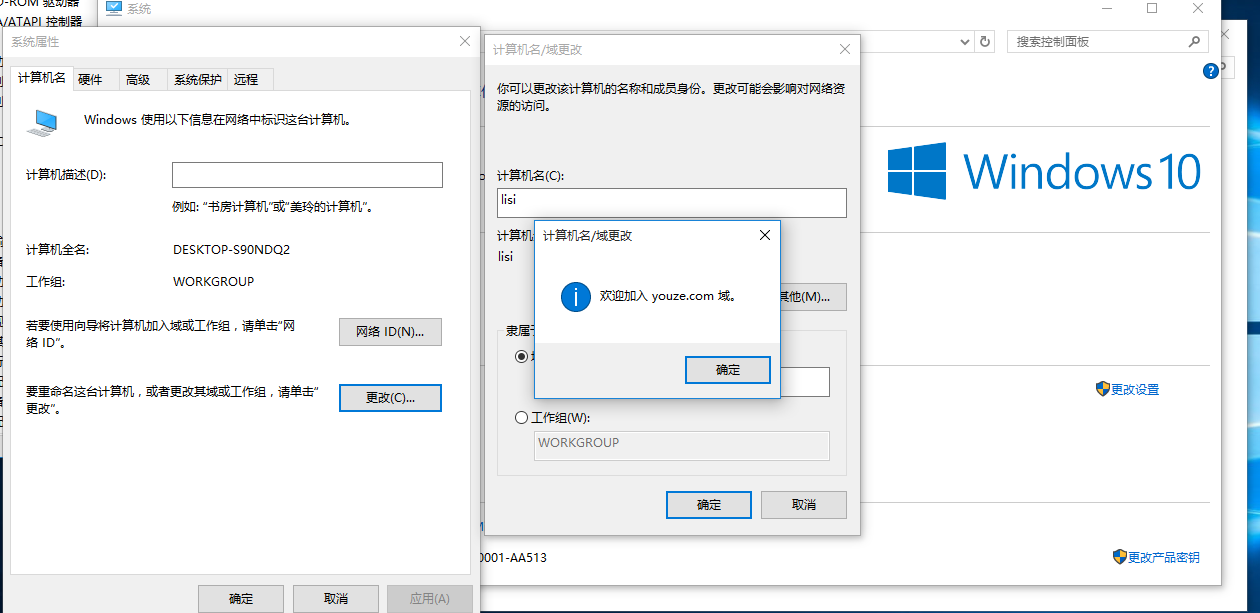 D-ROM 驱动器
A/ATAPI 控制器
系统
系统属性
计算机名 硬件 高级 系统保护 远程
Windows 使用以下信息在网络中标识这台计算机。
计算机描述(D):
例如: "书房计算机"或"美玲的计算机"。
计算机全名: DESKTOP-S90NDQ2
工作组: WORKGROUP
若要使用向导将计算机加入域或工作组，请单击"网
络 ID"。
网络 ID(N)...
要重命名这台计算机，或者更改其域或工作组，请单击"
更改"。
更改(C)...
确定 取消 应用(A)
计算机名/域更改
你可以更改该计算机的名称和成员身份。更改可能会影响对网络资
源的访问。
计算机名(C):
lisi
计算机
lisi
其他(M)...
隶属于
计算机名/域更改
欢迎加入 youze.com 域。
确定
工作组(W):
WORKGROUP
确定 取消
搜索控制面板
Windows 10
更改设置
0001-AA513
更改产品密钥